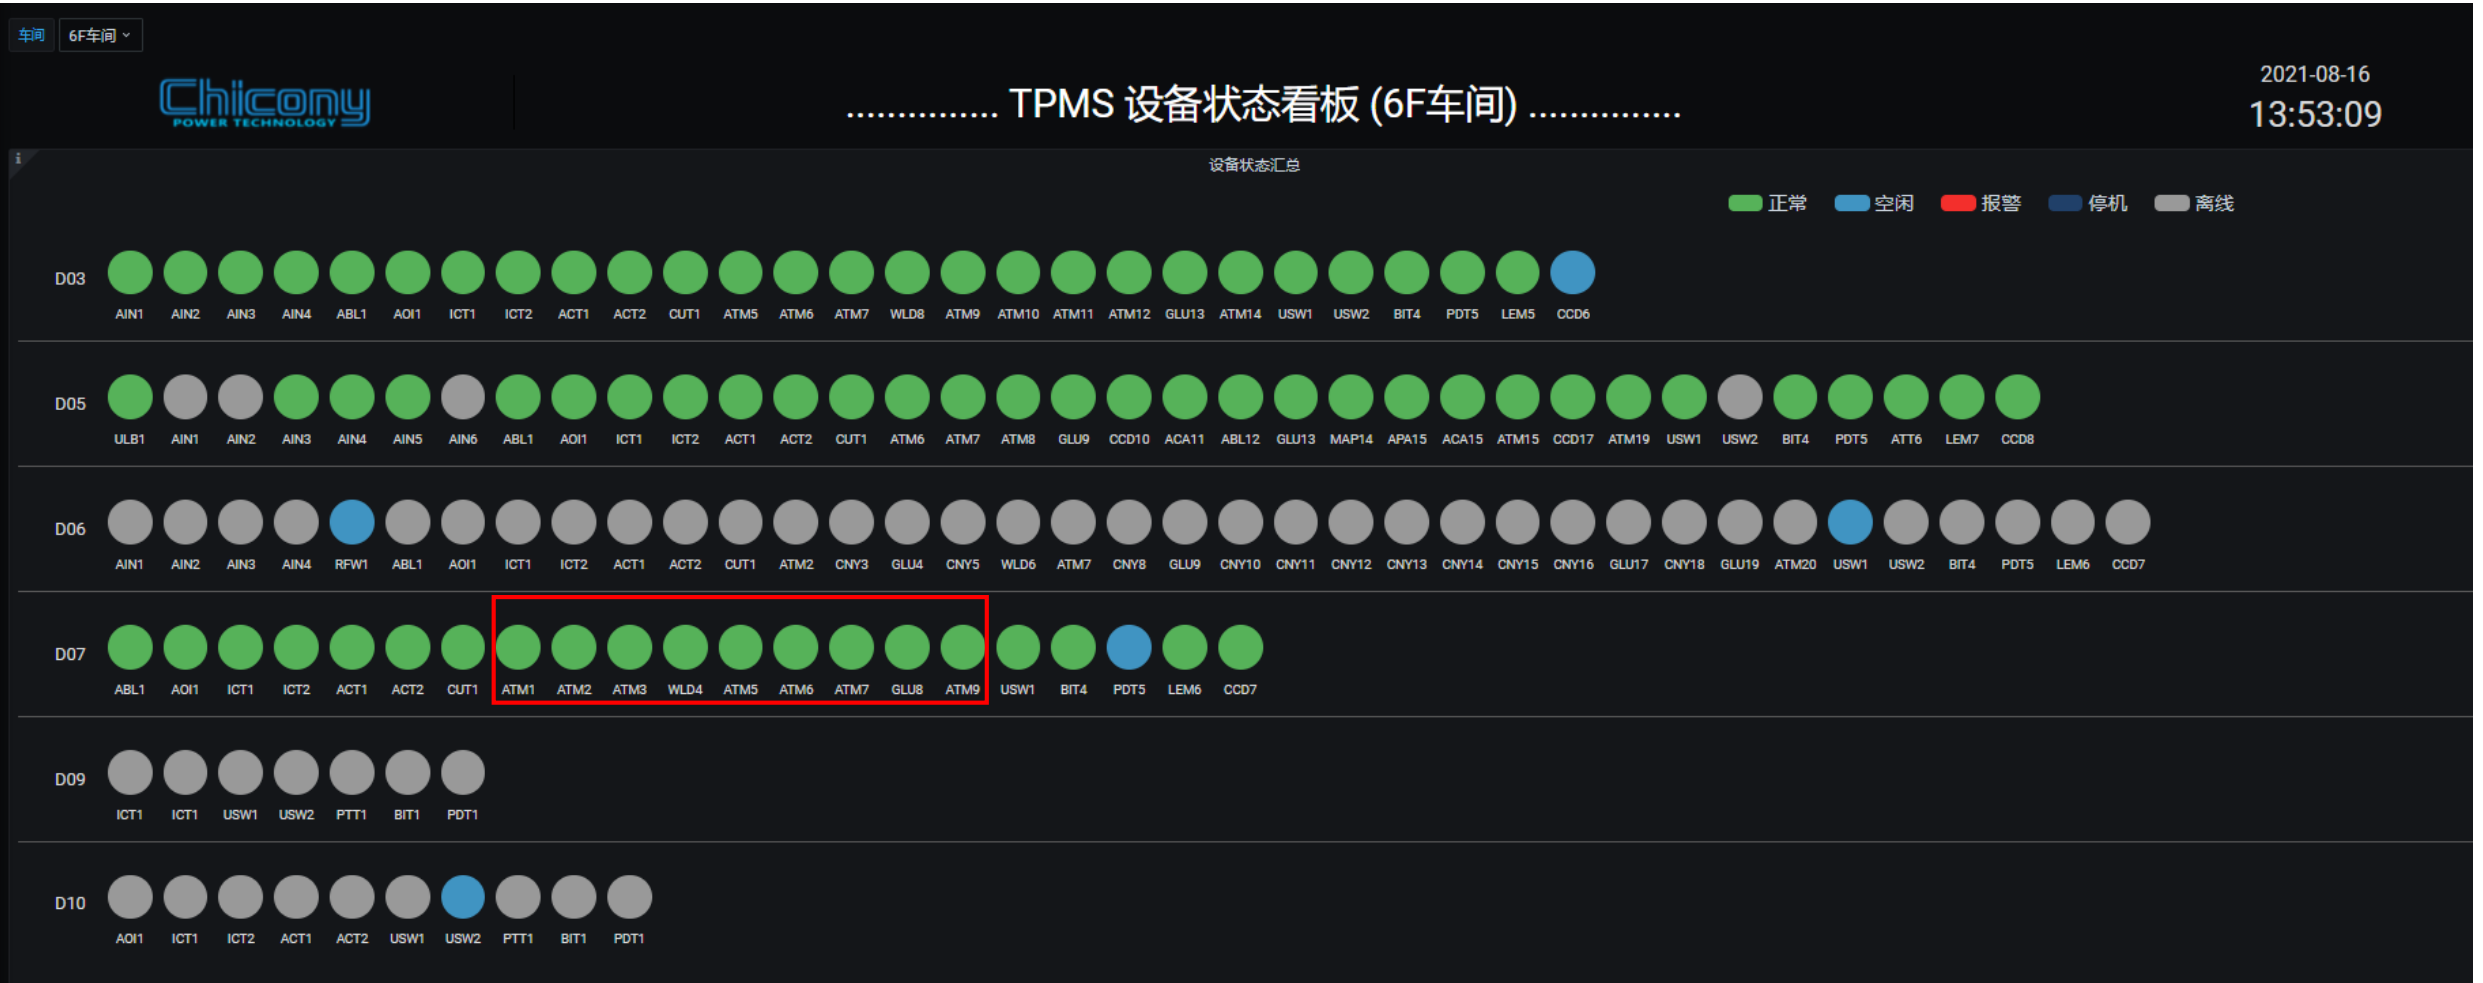 车间 6F车间
Chicony
POWER TECHNOLOGY
............... TPMS 设备状态看板 (6F车间) ...............
2021-08-16
13:53:09
i
设备状态汇总
正常 空闲 报警 停机 离线
D03
AIN1 AIN2 AIN3 AIN4 ABL1 AOI1 ICT1 ICT2 ACT1 ACT2 CUT1 ATM5 ATM6 ATM7 WLD8 ATM9 ATM10 ATM11 ATM12 GLU13 ATM14 USW1 USW2 BIT4 PDT5 LEM5 CCD6
D05
ULB1 AIN1 AIN2 AIN3 AIN4 AIN5 AIN6 ABL1 AOI1 ICT1 ICT2 ACT1 ACT2 CUT1 ATM6 ATM7 ATM8 GLU9 CCD10 ACA11 ABL12 GLU13 MAP14 APA15 ACA15 ATM15 CCD17 ATM19 USW1 USW2 BIT4 PDT5 ATT6 LEM7 CCD8
D06
AIN1 AIN2 AIN3 AIN4 RFW1 ABL1 AOI1 ICT1 ICT2 ACT1 ACT2 CUT1 ATM2 CNY3 GLU4 CNY5 WLD6 ATM7 CNY8 GLU9 CNY10 CNY11 CNY12 CNY13 CNY14 CNY15 CNY16 GLU17 CNY18 GLU19 ATM20 USW1 USW2 BIT4 PDT5 LEM6 CCD7
D07
ABL1 AOI1 ICT1 ICT2 ACT1 ACT2 CUT1 ATM1 ATM2 ATM3 WLD4 ATM5 ATM6 ATM7 GLU8 ATM9 USW1 BIT4 PDT5 LEM6 CCD7
D09
ICT1 ICT1 USW1 USW2 PTT1 BIT1 PDT1
D10
AOI1 ICT1 ICT2 ACT1 ACT2 USW1 USW2 PTT1 BIT1 PDT1